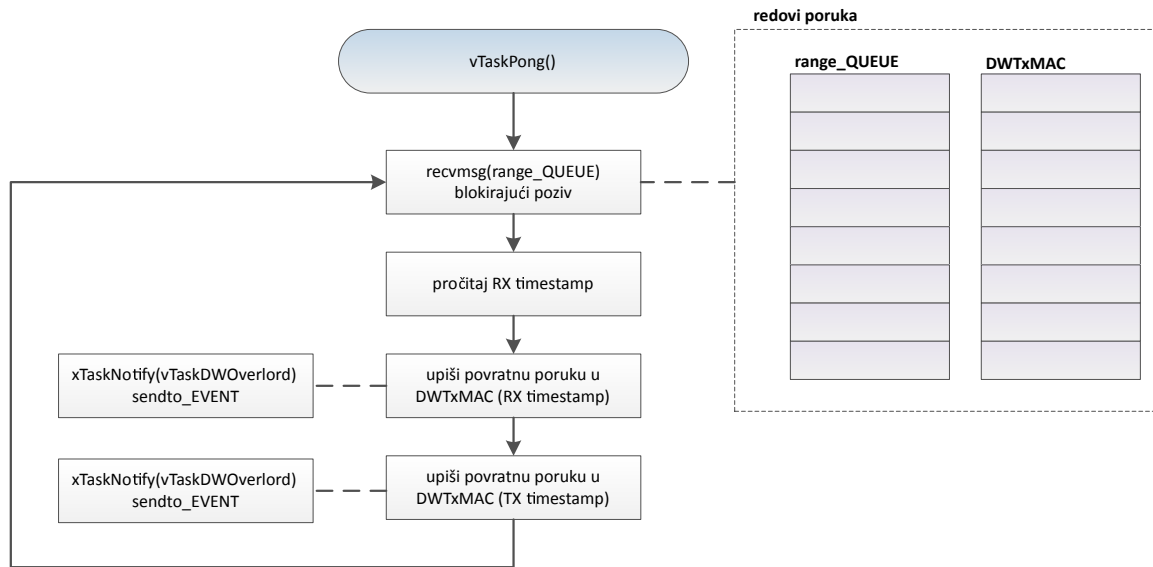 redovi poruka
vTaskPong()
range_QUEUE
DWTxMAC
recvmsg(range_QUEUE)
blokirajući poziv
pročitaj RX timestamp
xTaskNotify(vTaskDWOverlord)
sendto_EVENT
upiši povratnu poruku u
DWTxMAC (RX timestamp)
xTaskNotify(vTaskDWOverlord)
sendto_EVENT
upiši povratnu poruku u
DWTxMAC (TX timestamp)